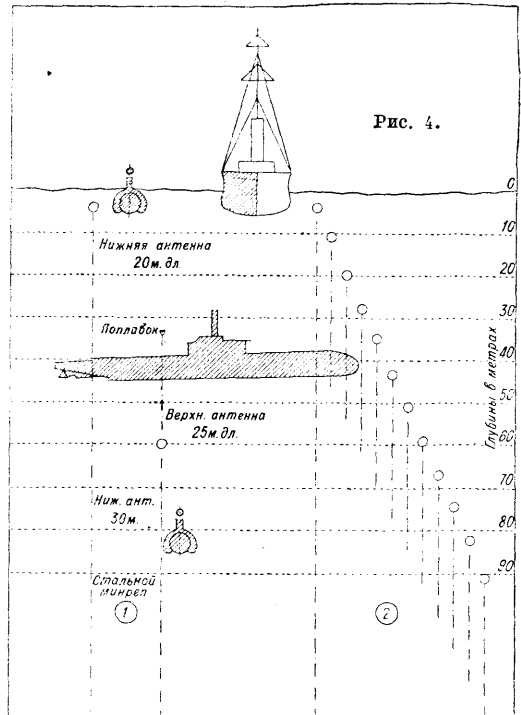 Рис. 4.
0
Нижняя антенна
20м. дл.
10
20
30
Поплавок
40
Глубины в метрах
50
Верхн. антенна
25м. дл.
60
70
Ниж. ант.
30м.
80
90
Стальной
минреп
1
2